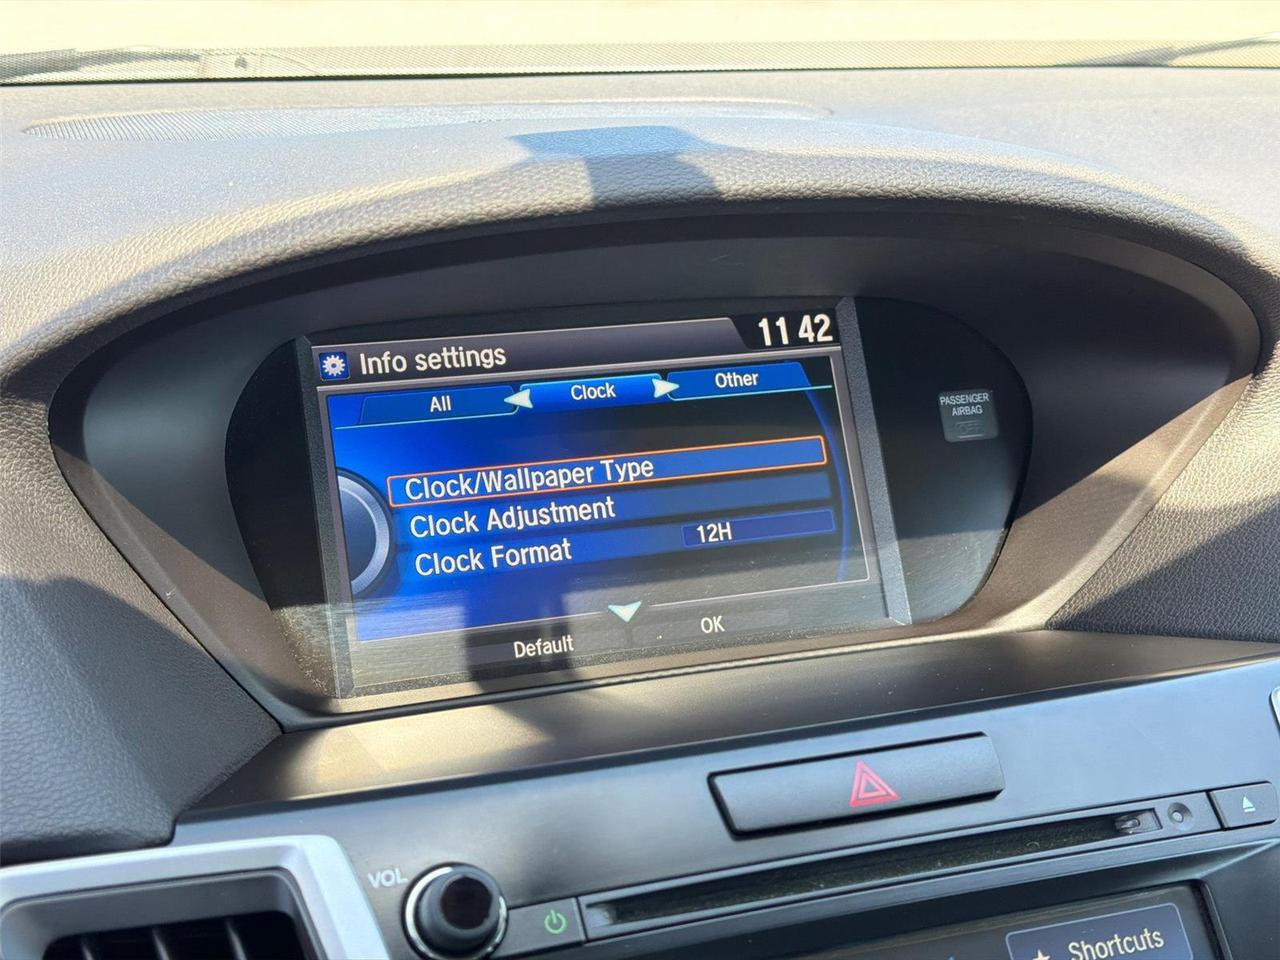 Info settings
11 42
All
Clock
Other
Clock/Wallpaper Type
Clock Adjustment
Clock Format
12H
Default
OK
PASSENGER
AIRBAG
OFF
VOL
Shortcuts